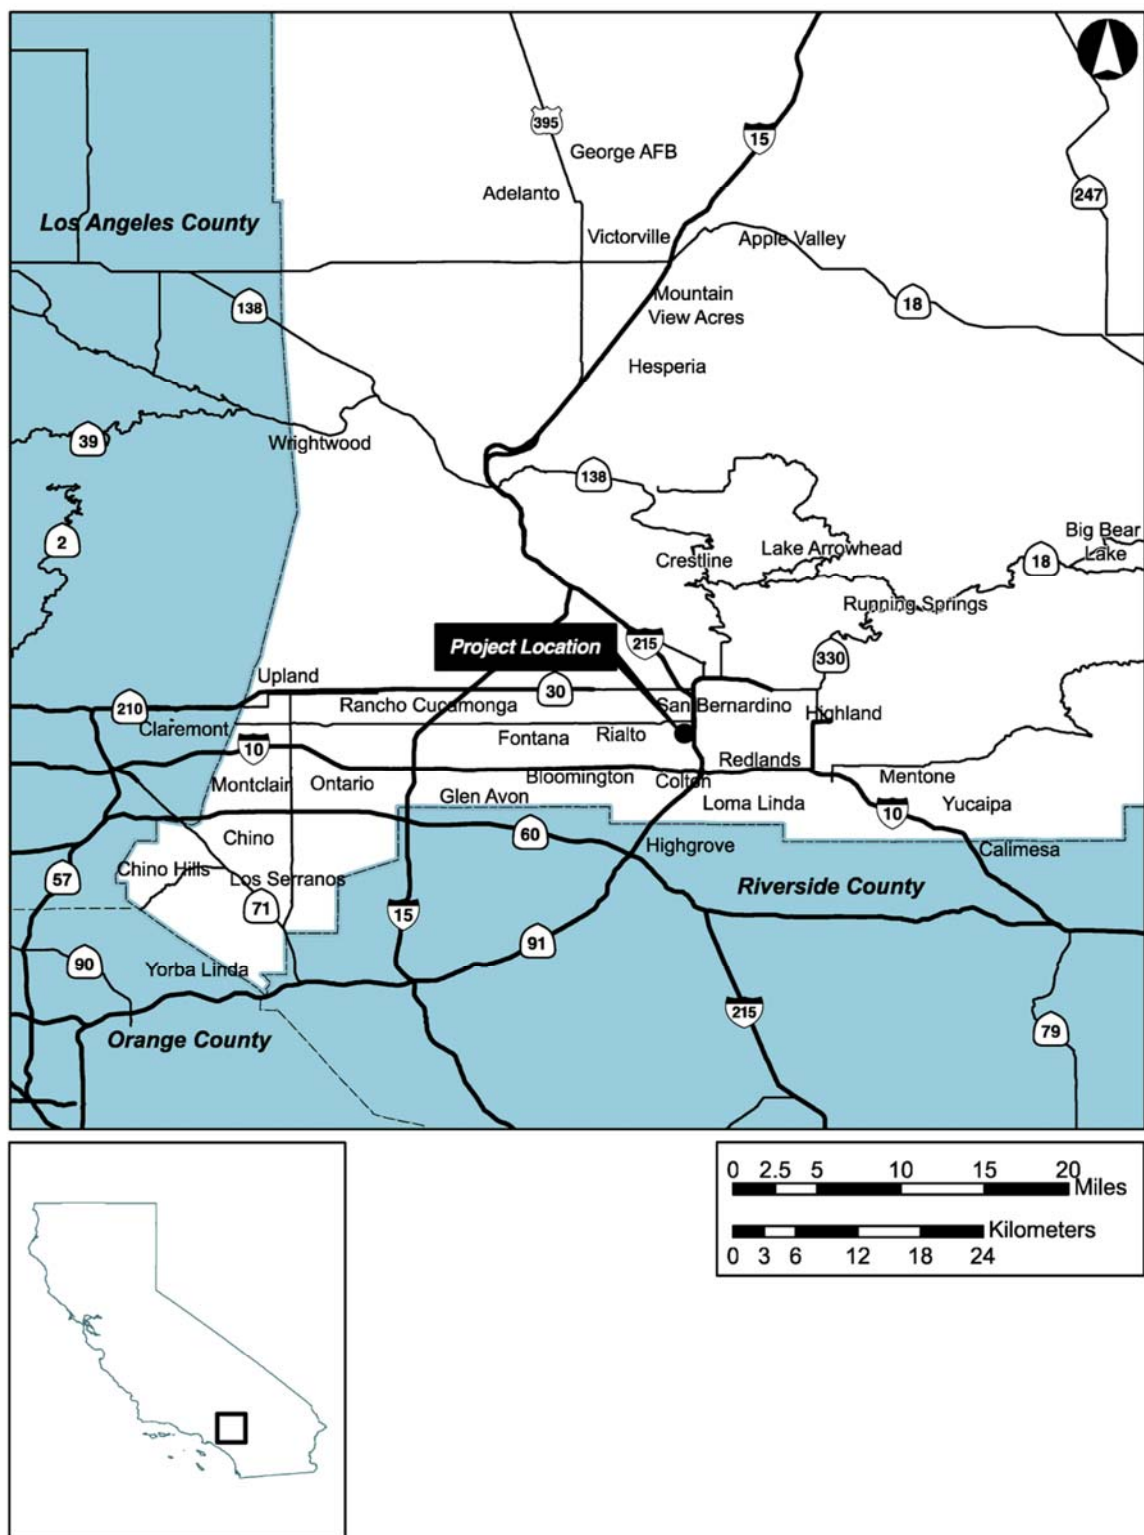 395
15
George AFB
247
Adelanto
Los Angeles County
Victorville
Apple Valley
138
Mountain
View Acres
18
Hesperia
39
Wrightwood
138
2
Crestline
Lake Arrowhead
18
Big Bear
Lake
Running Springs
Project Location
215
330
Upland
210
Rancho Cucamonga
30
San Bernardino
Highland
Claremont
10
Fontana
Rialto
Redlands
Montclair
Ontario
Bloomington
Colton
Mentone
Glen Avon
Loma Linda
10
Yucaipa
Chino
60
Highgrove
Calimesa
57
Chino Hills
Los Serranos
Riverside County
71
15
91
90
Yorba Linda
215
79
Orange County
0 2.5 5 10 15 20
Miles
Kilometers
0 3 6 12 18 24